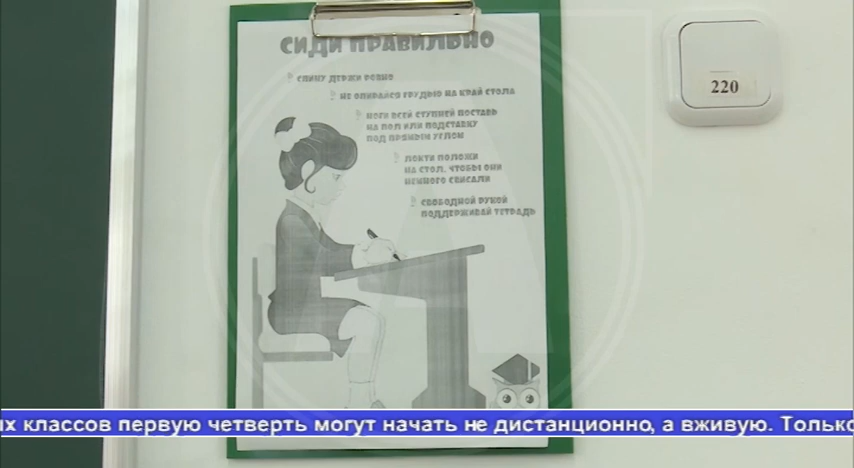 СИДИ ПРАВИЛЬНО
СПИНУ ДЕРЖИ РОВНО
НЕ ОПИРАЙСЯ ГРУДЬЮ НА КРАЙ СТОЛА
НОГИ ВСЕЙ СТУПНЕЙ ПОСТАВЬ
НА ПОЛ ИЛИ ПОДСТАВКУ
ПОД ПРЯМЫМ УГЛОМ
ЛОКТИ ПОЛОЖИ
НА СТОЛ, ЧТОБЫ ОНИ
НЕМНОГО СВИСАЛИ
СВОБОДНОЙ РУКОЙ
ПОДДЕРЖИВАЙ ТЕТРАДЬ
220
ых классов первую четверть могут начать не дистанционно, а вживую. Только